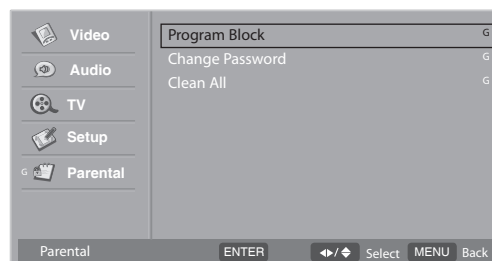 Video
Audio
TV
Setup
G Parental
Program Block G
Change Password G
Clean All G
Parental ENTER Select MENU Back